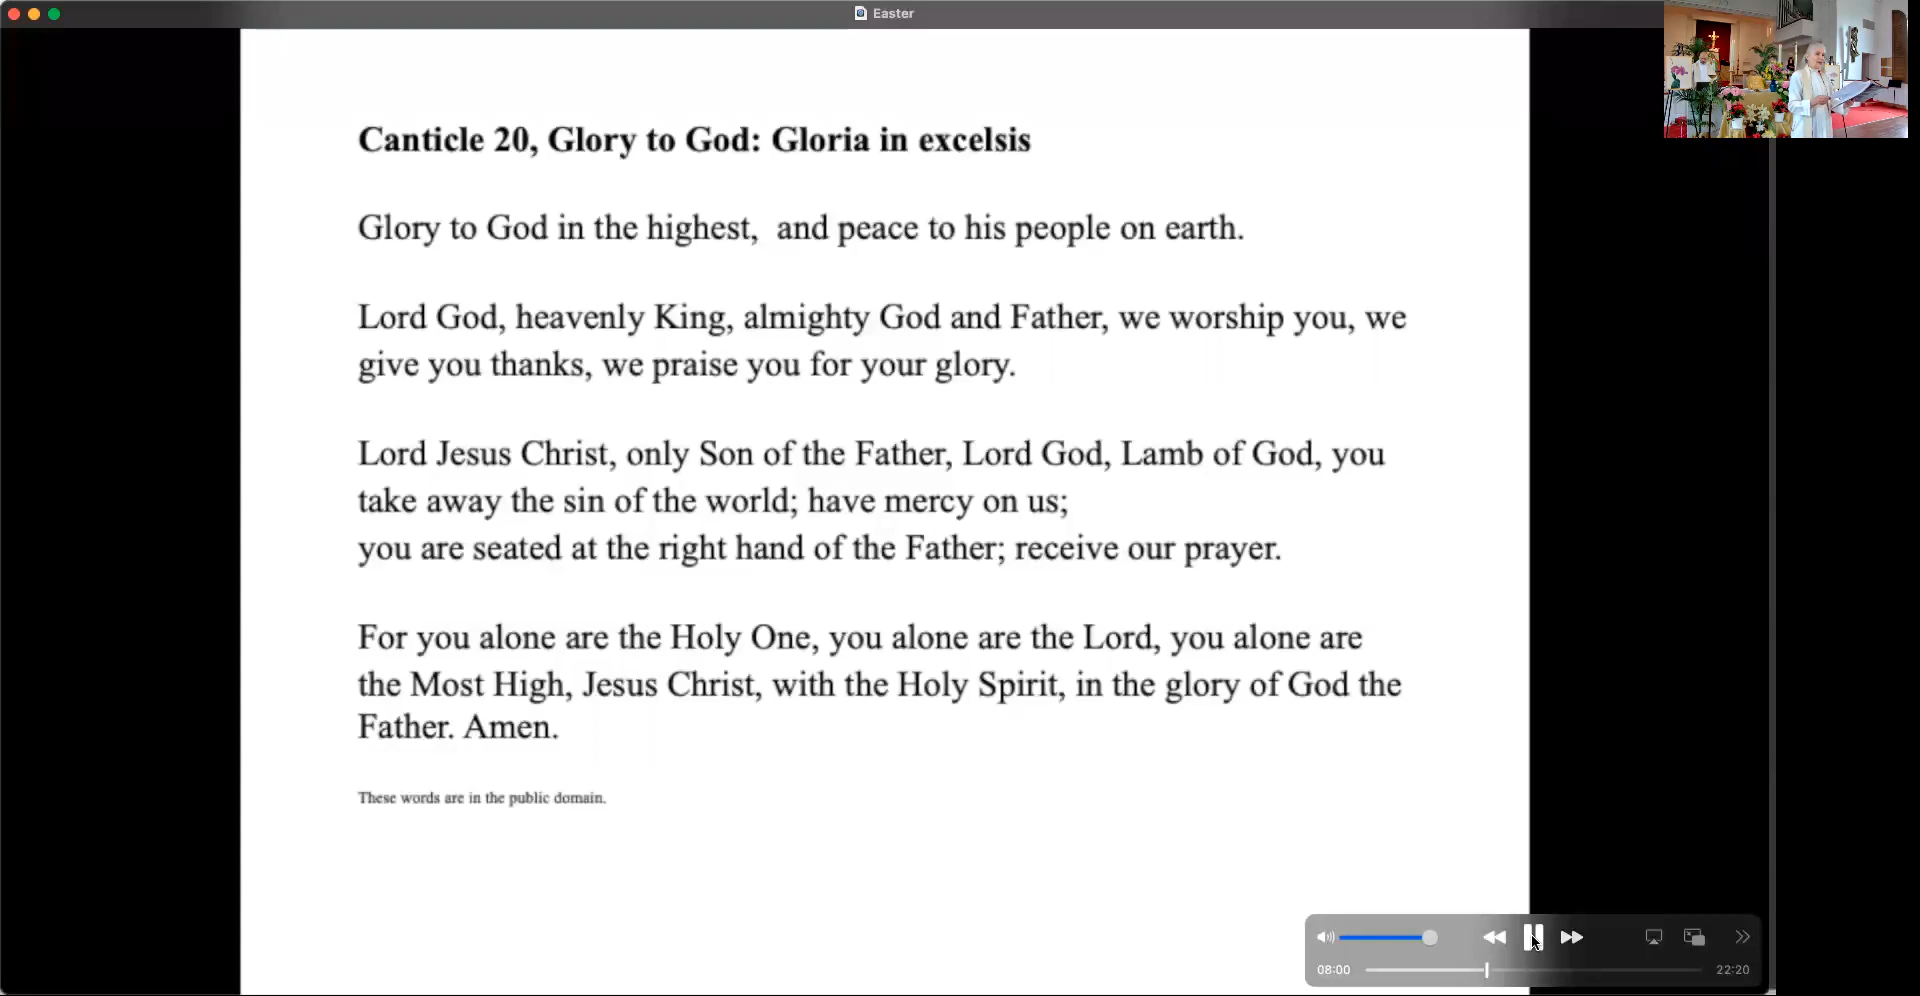 Easter
Canticle 20, Glory to God: Gloria in excelsis
Glory to God in the highest,  and peace to his people on earth.
Lord God, heavenly King, almighty God and Father, we worship you, we
give you thanks, we praise you for your glory.
Lord Jesus Christ, only Son of the Father, Lord God, Lamb of God, you
take away the sin of the world; have mercy on us;
you are seated at the right hand of the Father; receive our prayer.
For you alone are the Holy One, you alone are the Lord, you alone are
the Most High, Jesus Christ, with the Holy Spirit, in the glory of God the
Father. Amen.
These words are in the public domain.
08:00
22:20